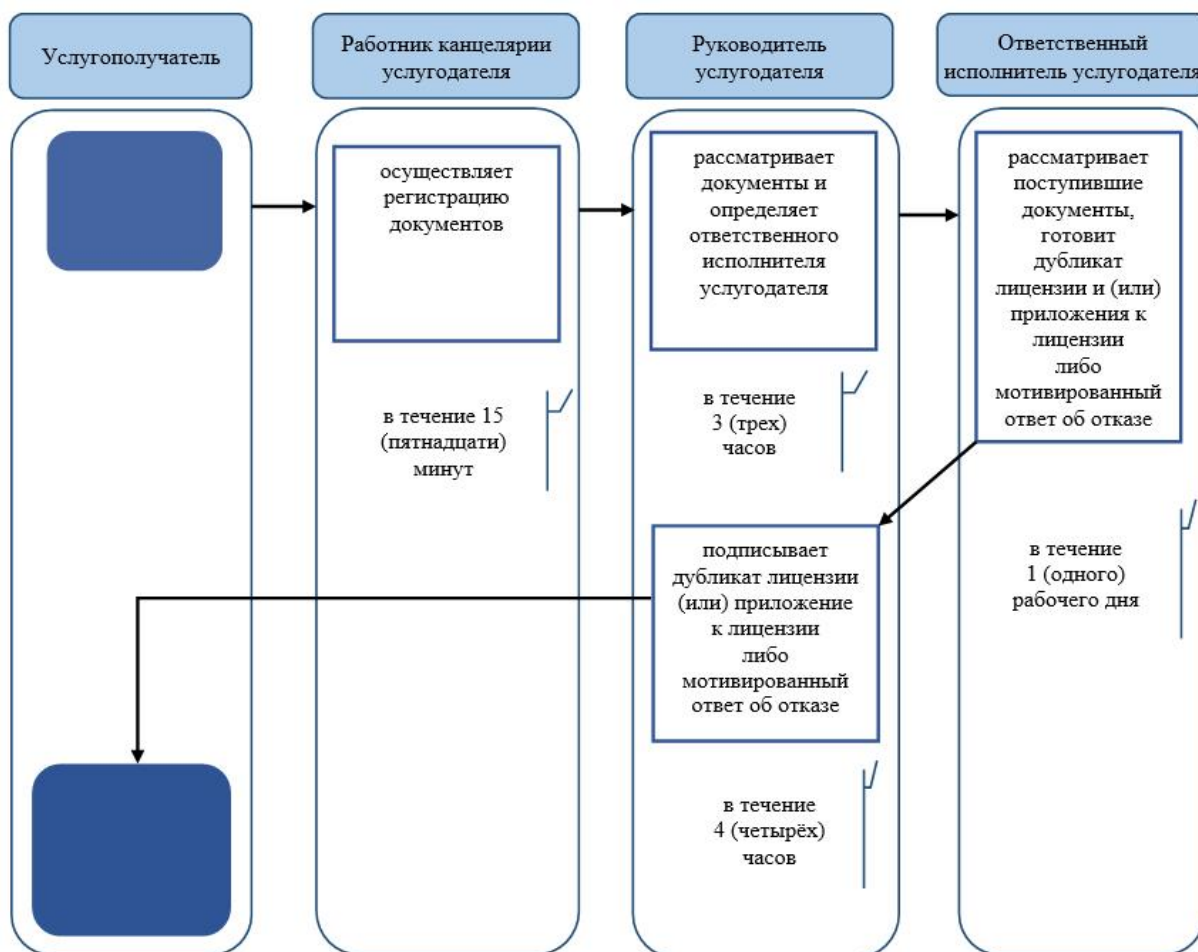 Услугополучатель
Работник канцелярии
услугодателя
Руководитель
услугодателя
Ответственный
исполнитель услугодателя
осуществляет
регистрацию
документов
рассматривает
документы и
определяет
ответственного
исполнителя
услугодателя
рассматривает
поступившие
документы,
готовит
дубликат
лицензии и (или)
приложения к
лицензии
либо
мотивированный
ответ об отказе
в течение 15
(пятнадцати)
минут
в течение
3 (трех)
часов
в течение
1 (одного)
рабочего дня
подписывает
дубликат лицензии
(или) приложение
к лицензии
либо
мотивированный
ответ об отказе
в течение
4 (четырёх)
часов